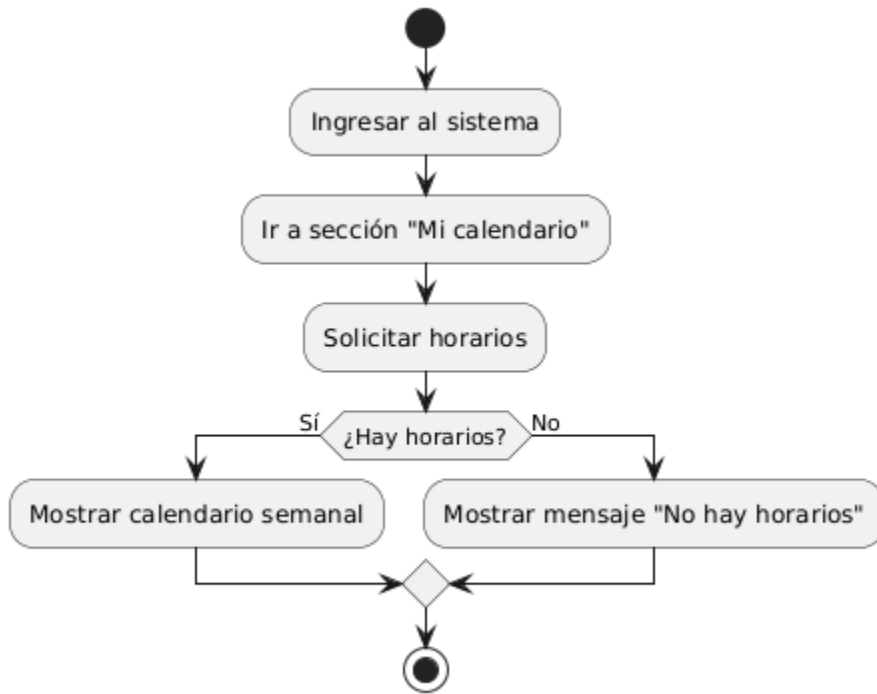 Ingresar al sistema
Ir a sección "Mi calendario"
Solicitar horarios
Sí
¿Hay horarios?
No
Mostrar calendario semanal
Mostrar mensaje "No hay horarios"